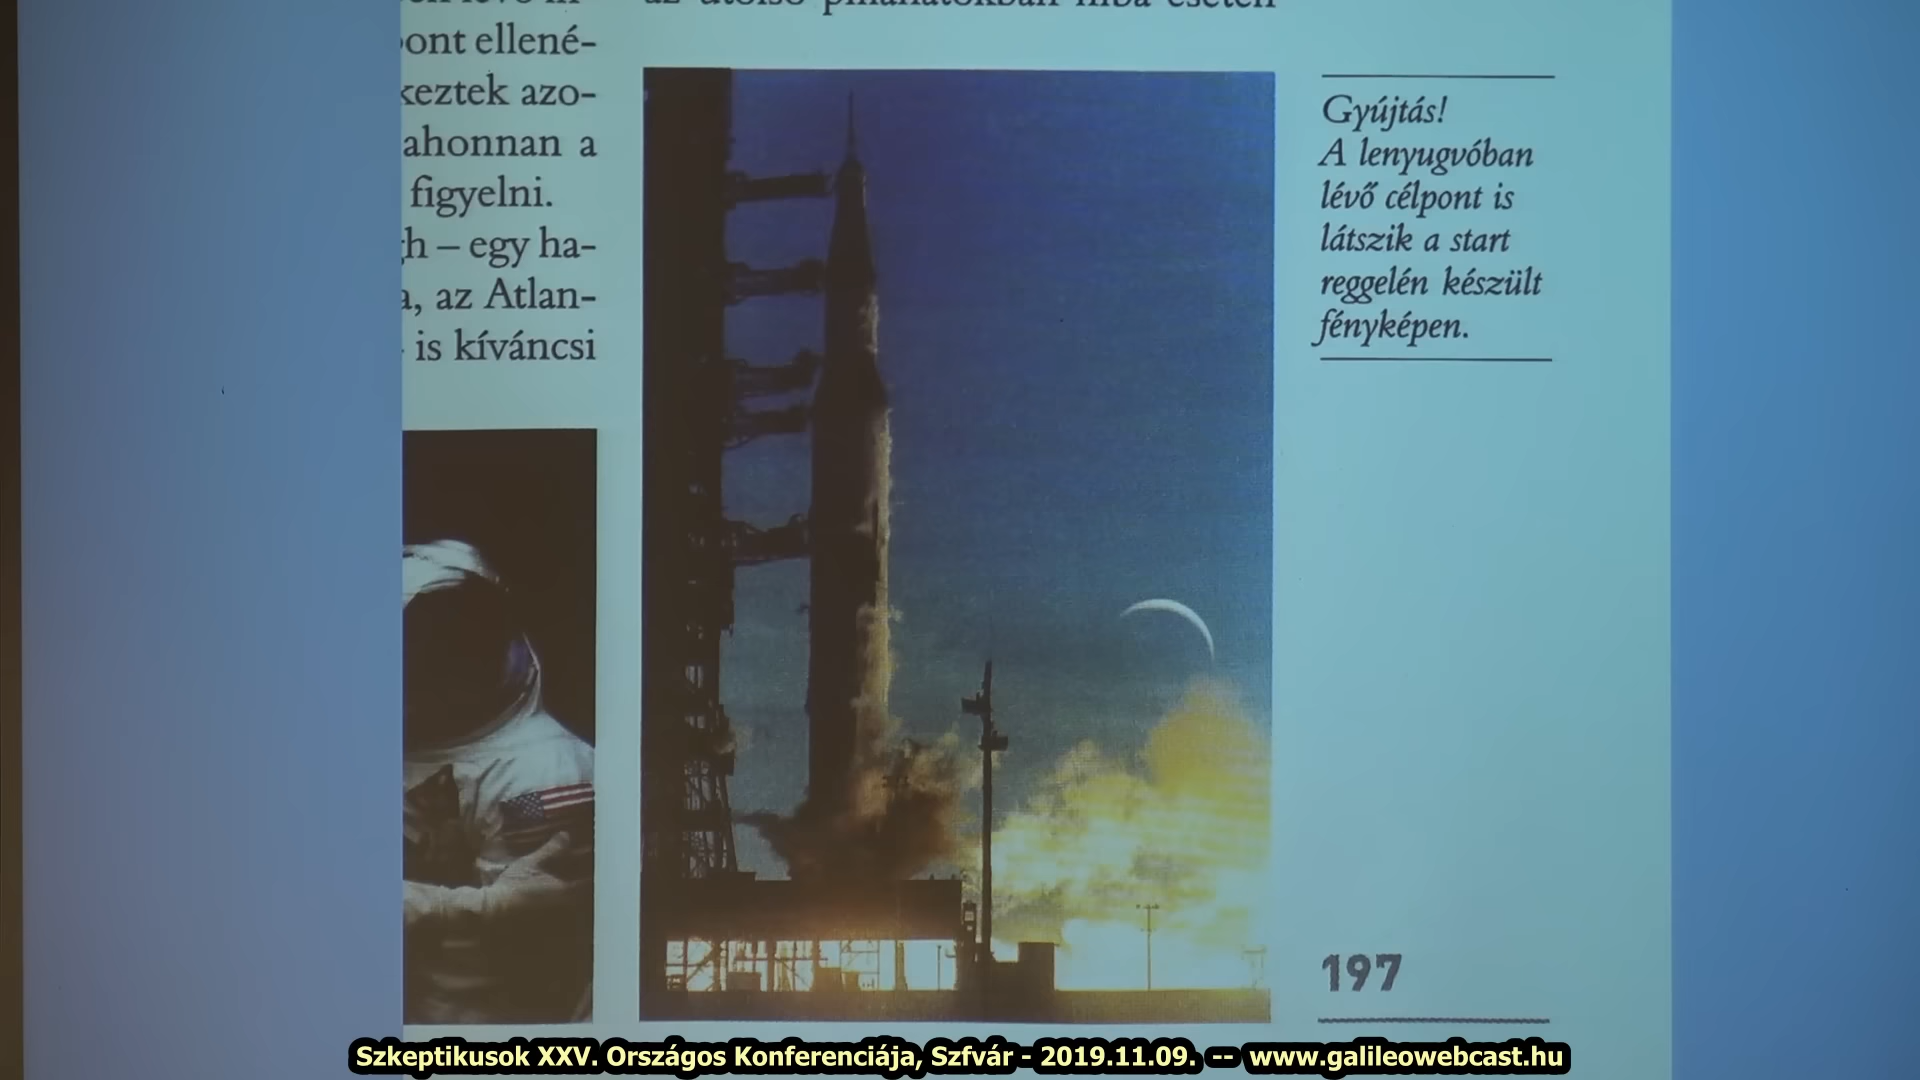 az utolsó pillanatokban hiba esetén
ont ellené-
keztek azo-
ahonnan a
figyelni.
h – egy ha-
a, az Atlan-
is kíváncsi
Gyújtás!
A lenyugvóban
lévő célpont is
látszik a start
reggelén készült
fényképen.
197
Szkeptikusok XXV. Országos Konferenciája, Szfvár - 2019.11.09. -- www.galileowebcast.hu